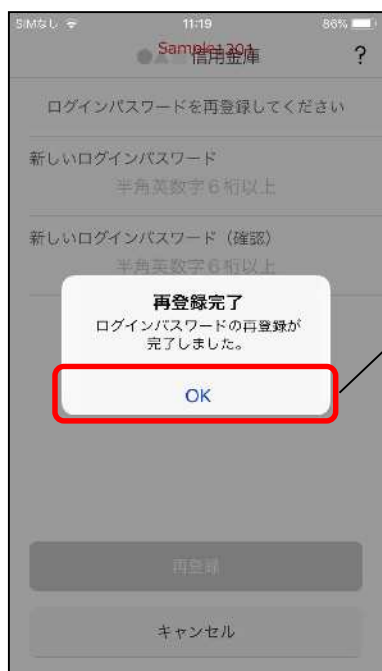 SIMなし 11:19 86%
Sample201
信用金庫 ?
ログインパスワードを再登録してください
新しいログインパスワード
半角英数字6桁以上
新しいログインパスワード（確認）
半角英数字6桁以上
再登録完了
ログインパスワードの再登録が
完了しました。
OK
再登録
キャンセル